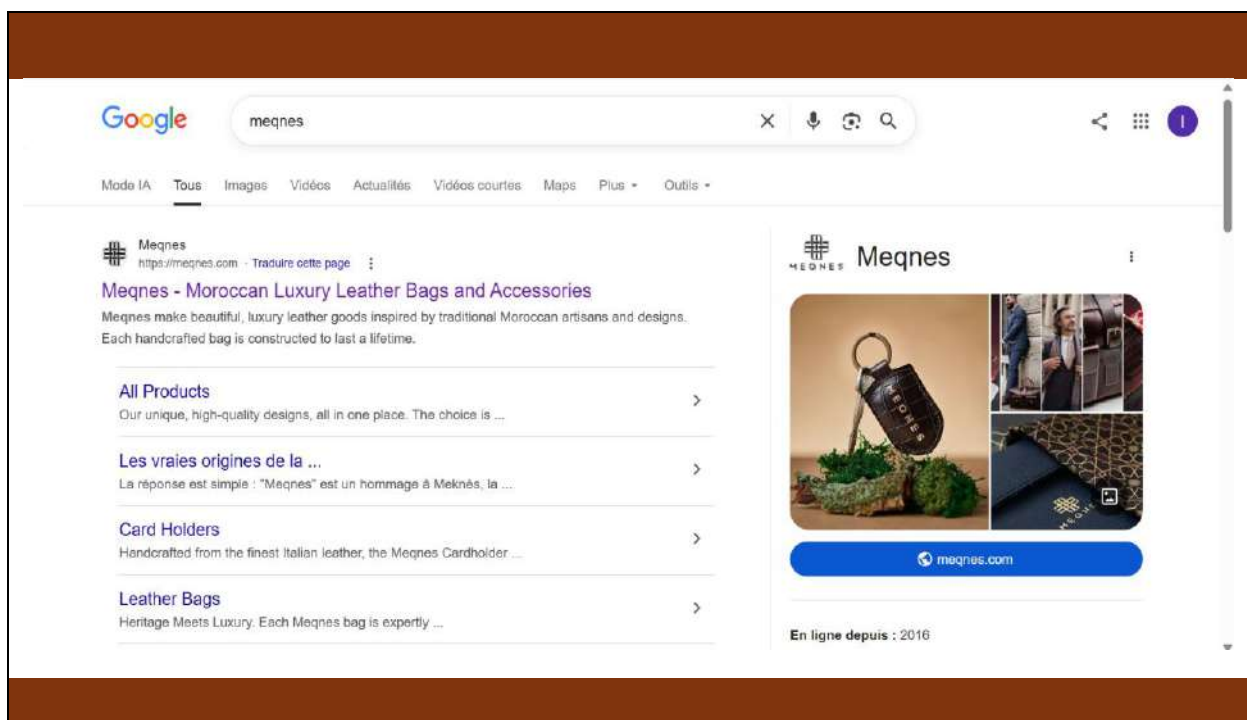 Google
meqnes
I
Mode IA Tous Images Vidéos Actualités Vidéos courtes Maps Plus Outils
Meqnes
https://meqnes.com · Traduire cette page
Meqnes - Moroccan Luxury Leather Bags and Accessories
Meqnes make beautiful, luxury leather goods inspired by traditional Moroccan artisans and designs.
Each handcrafted bag is constructed to last a lifetime.
All Products
Our unique, high-quality designs, all in one place. The choice is ...
Les vraies origines de la ...
La réponse est simple : "Meqnes" est un hommage à Meknès, la ...
Card Holders
Handcrafted from the finest Italian leather, the Meqnes Cardholder ...
Leather Bags
Heritage Meets Luxury. Each Meqnes bag is expertly ...
MEQNES
Meqnes
MEQNES
MEQNES
meqnes.com
En ligne depuis : 2016